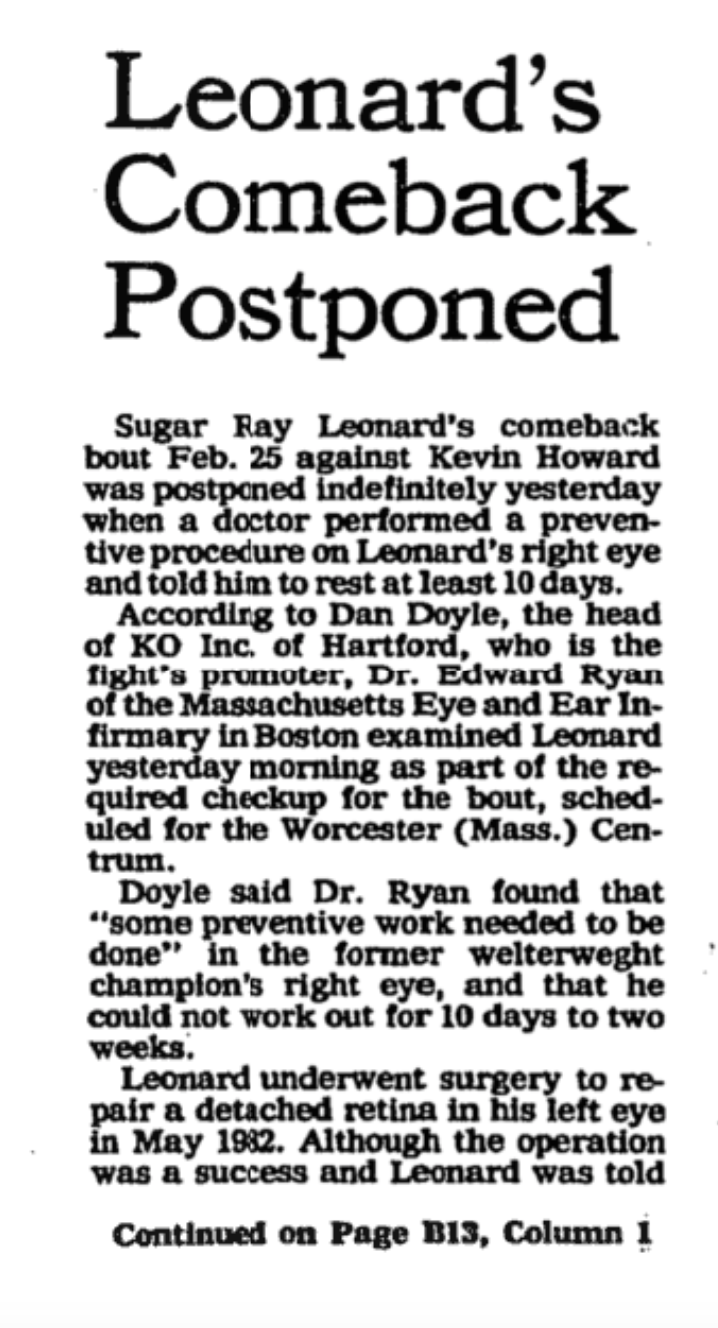 Leonard's
Comeback
Postponed
Sugar Ray Leonard's comeback
bout Feb. 25 against Kevin Howard
was postponed indefinitely yesterday
when a doctor performed a preven-
tive procedure on Leonard's right eye
and told him to rest at least 10 days.
According to Dan Doyle, the head
of KO Inc. of Hartford, who is the
fight's promoter, Dr. Edward Ryan
of the Massachusetts Eye and Ear In-
firmary in Boston examined Leonard
yesterday morning as part of the re-
quired checkup for the bout, sched-
uled for the Worcester (Mass.) Cen-
trum.
Doyle said Dr. Ryan found that
"some preventive work needed to be
done" in the former welterweght
champion's right eye, and that he
could not work out for 10 days to two
weeks.
Leonard underwent surgery to re-
pair a detached retina in his left eye
in May 1982. Although the operation
was a success and Leonard was told
Continued on Page B13, Column 1